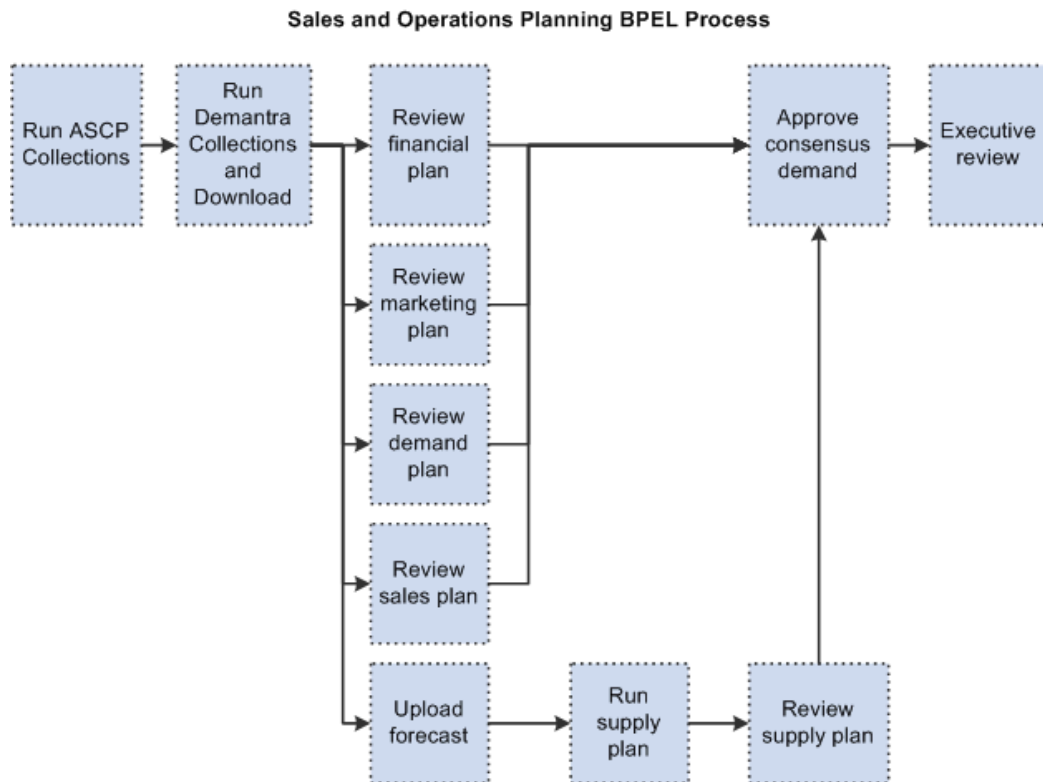 Sales and Operations Planning BPEL Process
Run ASCP
Collections
Run
Demantra
Collections
and
Download
Review
financial
plan
Approve
consensus
demand
Executive
review
Review
marketing
plan
Review
demand
plan
Review
sales plan
Upload
forecast
Run
supply
plan
Review
supply plan